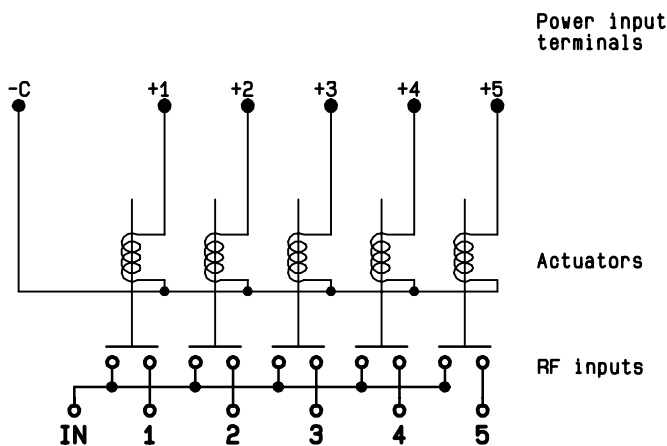 Power input
terminals
-C +1 +2 +3 +4 +5
Actuators
RF inputs
IN 1 2 3 4 5